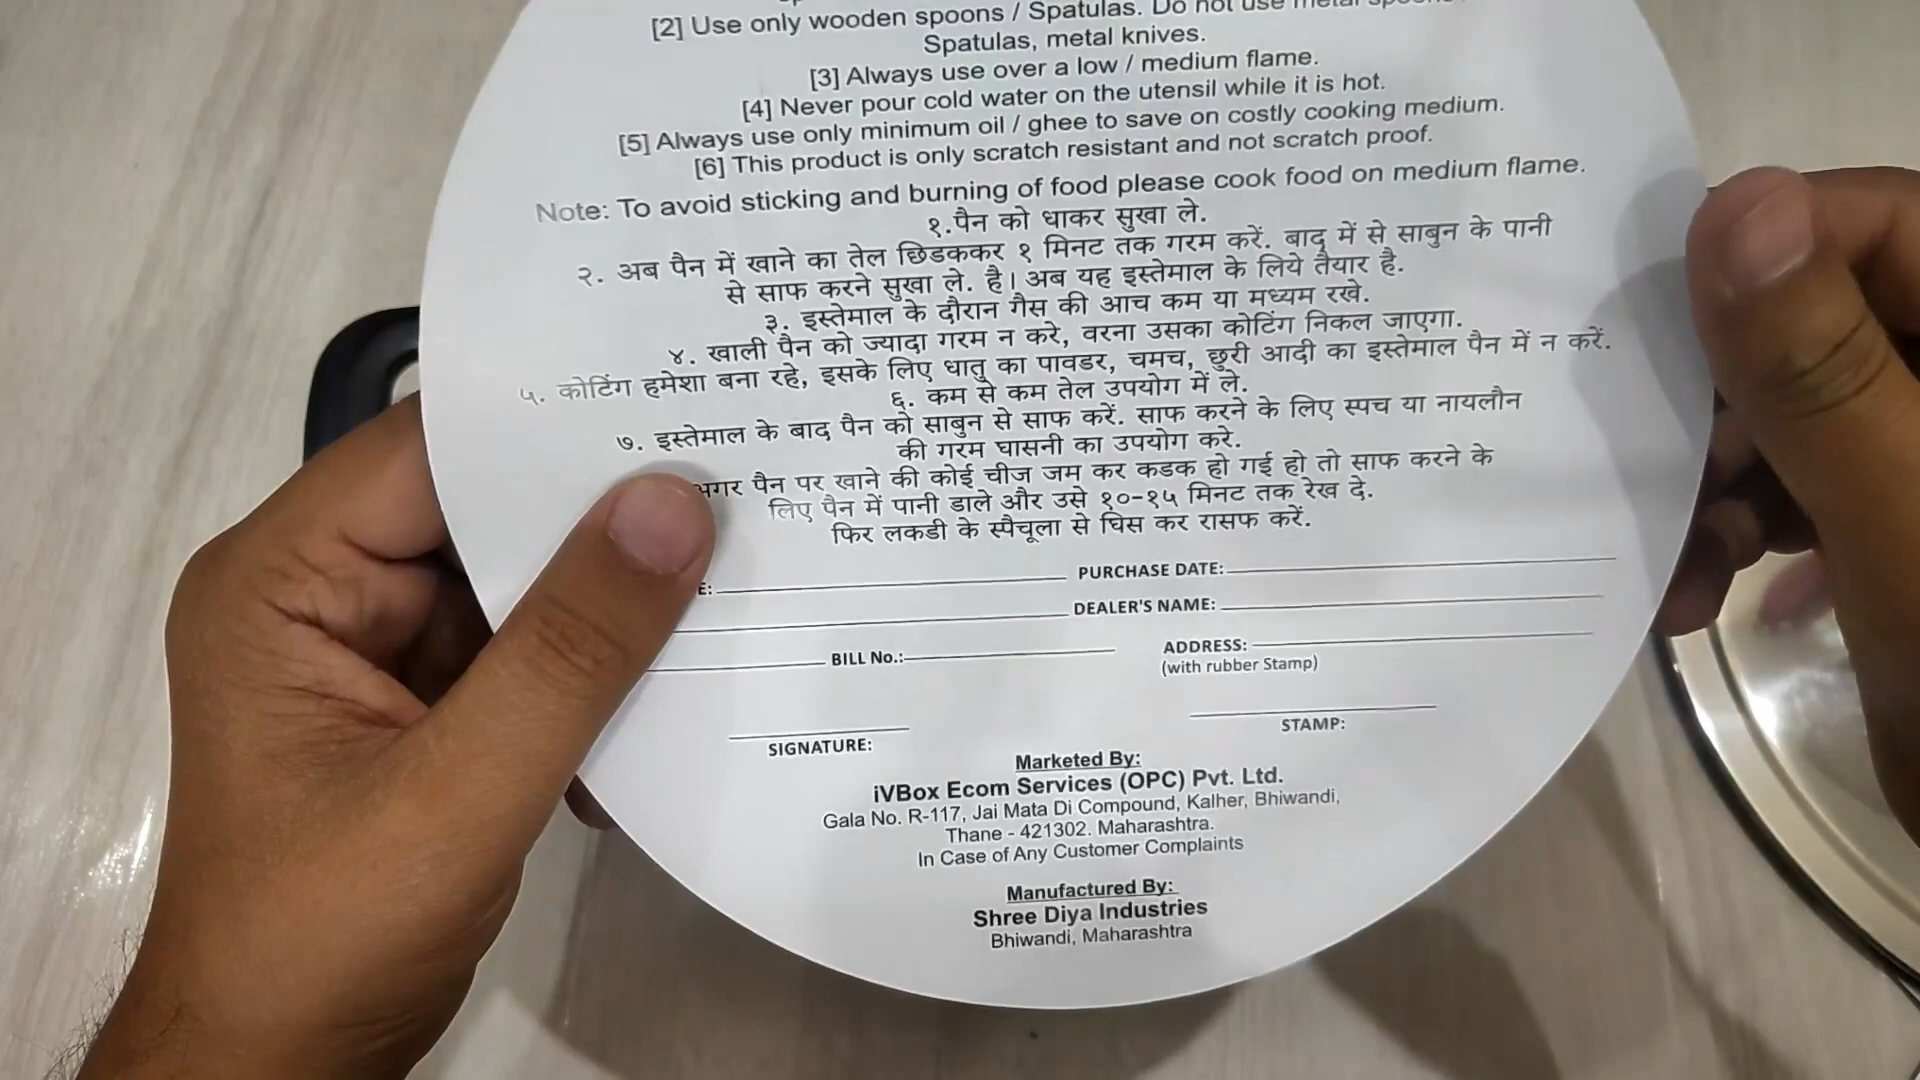 [2] Use only wooden spoons / Spatulas. Do not use metal spoons
Spatulas, metal knives.
[3] Always use over a low / medium flame.
[4] Never pour cold water on the utensil while it is hot.
[5] Always use only minimum oil / ghee to save on costly cooking medium.
[6] This product is only scratch resistant and not scratch proof.
Note: To avoid sticking and burning of food please cook food on medium flame.
१.पैन को धाकर सुखा ले.
२. अब पैन में खाने का तेल छिडककर १ मिनट तक गरम करें. बाद् में से साबुन के पानी
से साफ करने सुखा ले. है। अब यह इस्तेमाल के लिये तैयार है.
३. इस्तेमाल के दौरान गैस की आच कम या मध्यम रखे.
४. खाली पैन को ज्यादा गरम न करे, वरना उसका कोटिंग निकल जाएगा.
५. कोटिंग हमेशा बना रहे, इसके लिए धातु का पावडर, चमच, छुरी आदी का इस्तेमाल पैन में न करें.
६. कम से कम तेल उपयोग में ले.
७. इस्तेमाल के बाद पैन को साबुन से साफ करें. साफ करने के लिए स्पच या नायलौन
की गरम घासनी का उपयोग करे.
अगर पैन पर खाने की कोई चीज जम कर कडक हो गई हो तो साफ करने के
लिए पैन में पानी डाले और उसे १०-१५ मिनट तक रेख दे.
फिर लकडी के स्पैचूला से घिस कर रासफ करें.
E: PURCHASE DATE:
DEALER'S NAME:
BILL No.: ADDRESS:
(with rubber Stamp)
SIGNATURE: STAMP:
Marketed By:
iVBox Ecom Services (OPC) Pvt. Ltd.
Gala No. R-117, Jai Mata Di Compound, Kalher, Bhiwandi,
Thane - 421302. Maharashtra.
In Case of Any Customer Complaints
Manufactured By:
Shree Diya Industries
Bhiwandi, Maharashtra